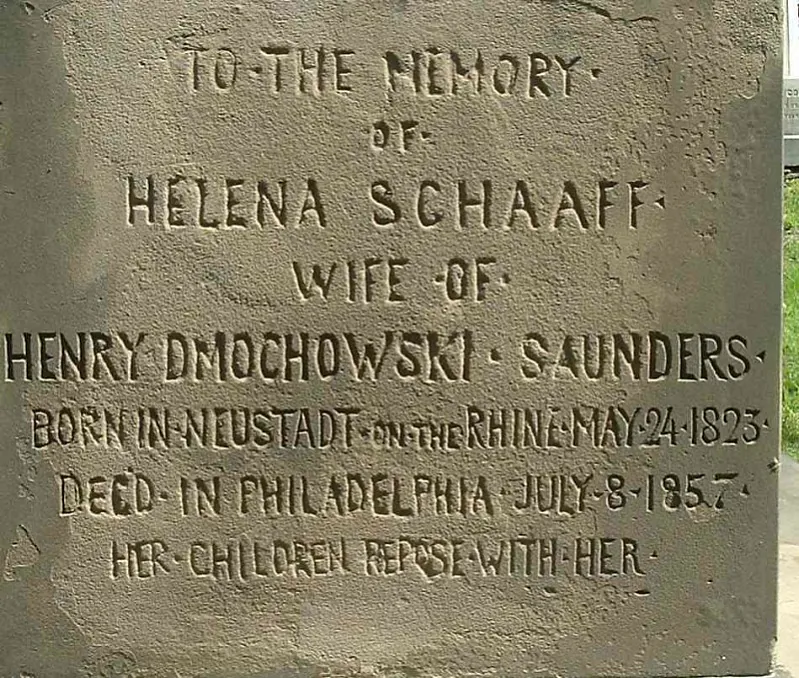 TO·THE MEMORY·
OF·
HELENA SCHAAFF·
WIFE·OF·
HENRY DMOCHOWSKI·SAUNDERS·
BORN IN·NEUSTADT·ON·THE RHINE·MAY·24·1823·
DECD·IN PHILADELPHIA·JULY·8·1857·
HER·CHILDREN REPOSE·WITH·HER·